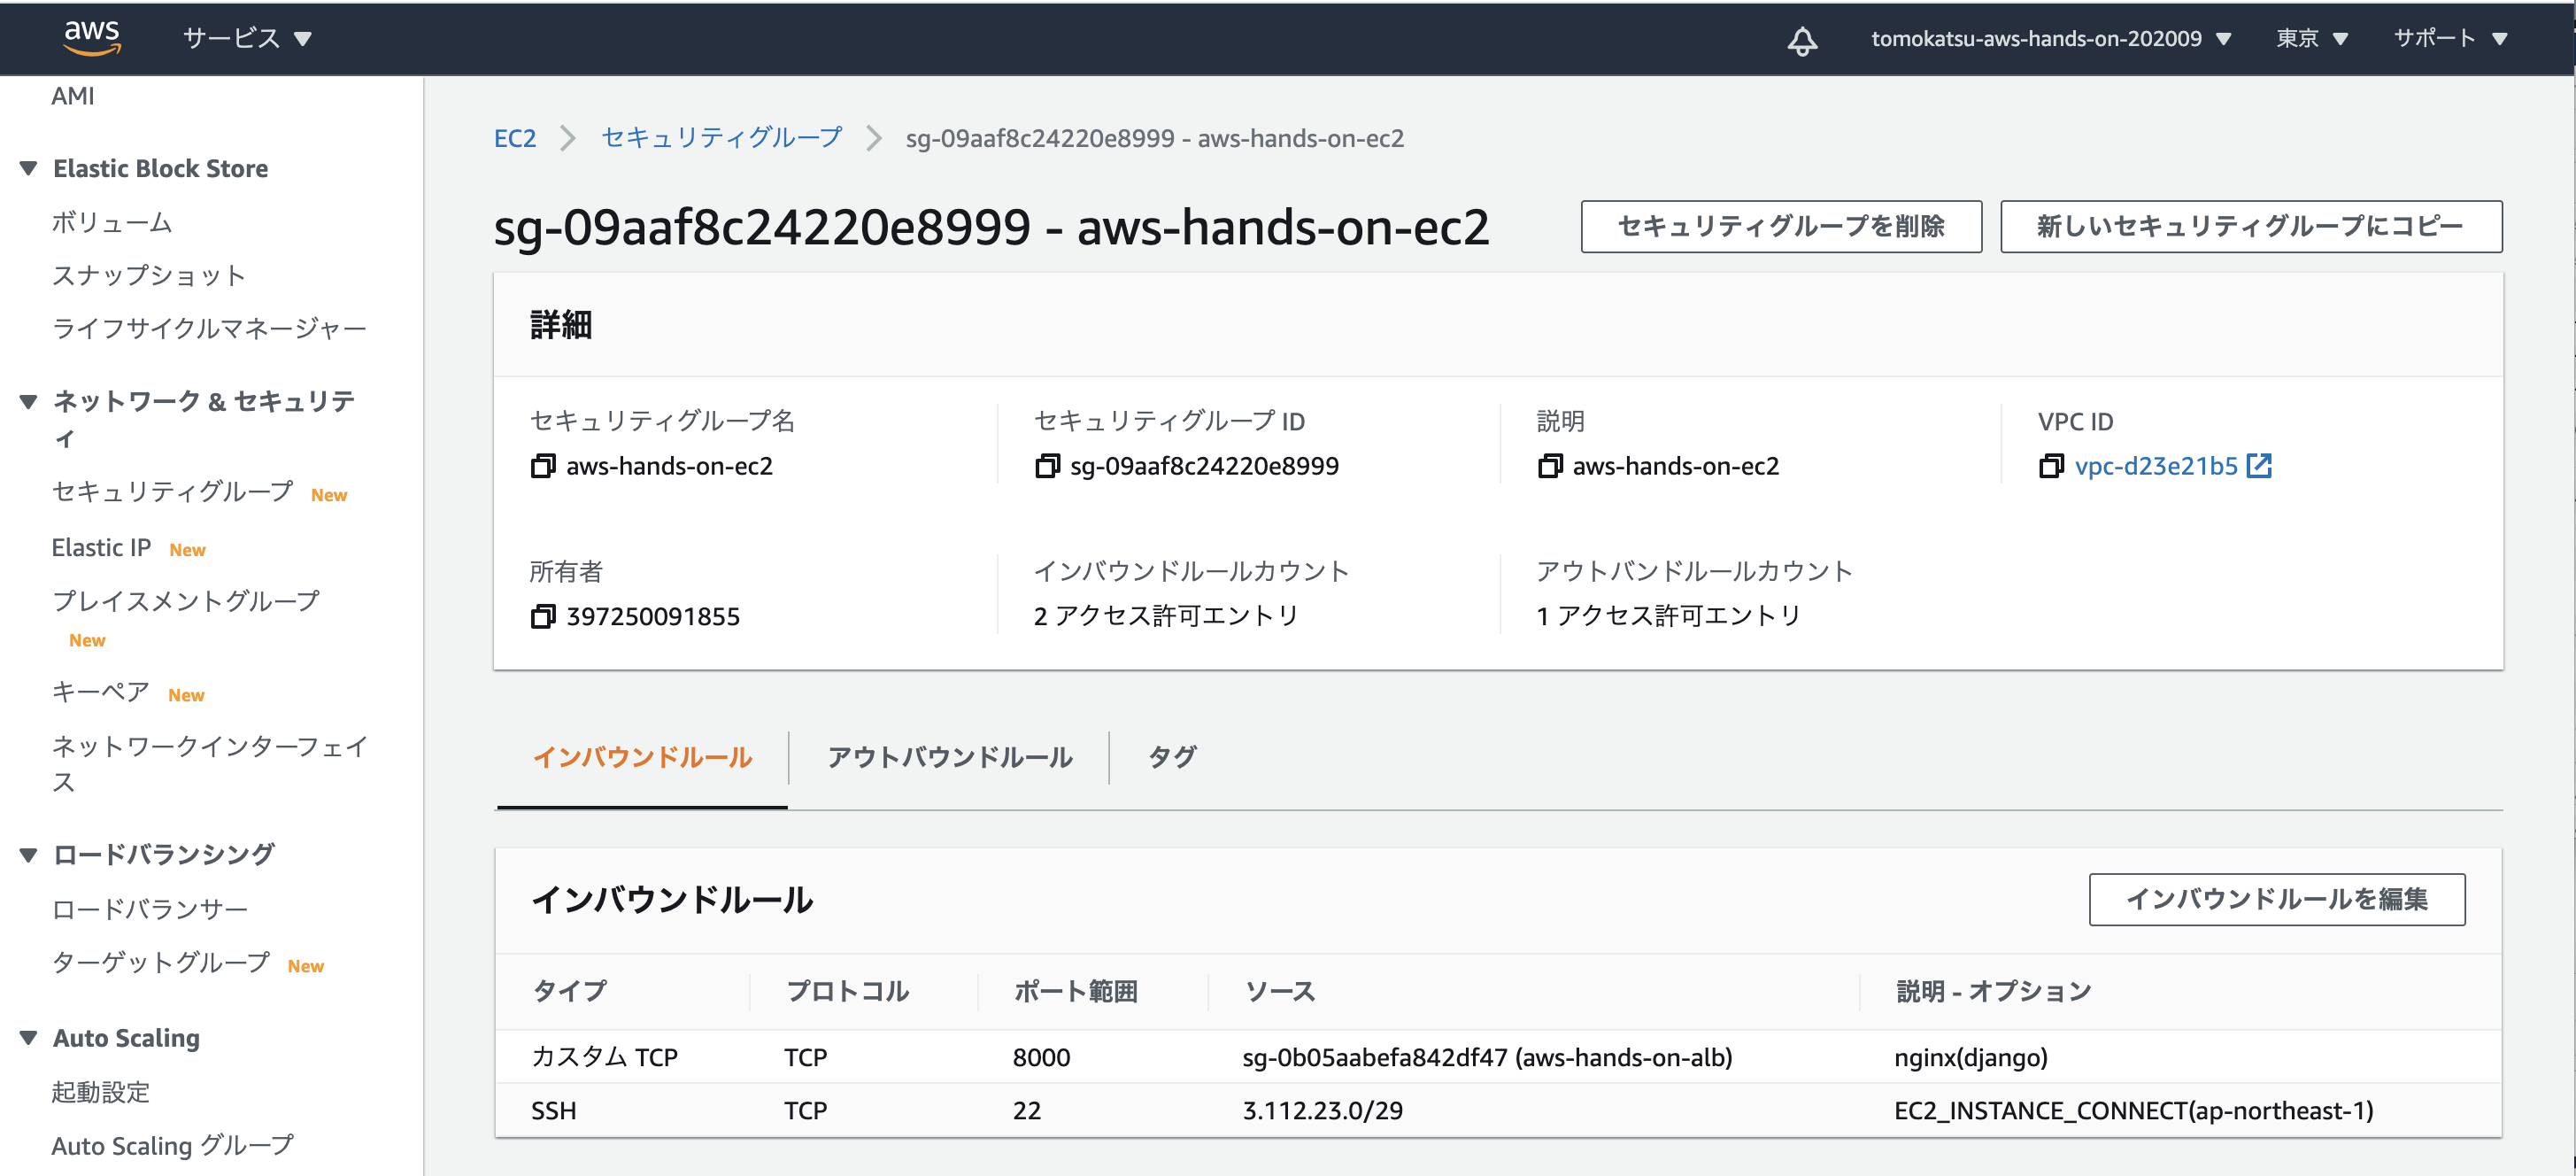 aws サービス tomokatsu-aws-hands-on-202009 東京 サポート
AMI
Elastic Block Store
ボリューム
スナップショット
ライフサイクルマネージャー
ネットワーク & セキュリテ
ィ
セキュリティグループ New
Elastic IP New
プレイスメントグループ
New
キーペア New
ネットワークインターフェイ
ス
ロードバランシング
ロードバランサー
ターゲットグループ New
Auto Scaling
起動設定
Auto Scaling グループ
EC2 セキュリティグループ sg-09aaf8c24220e8999 - aws-hands-on-ec2
sg-09aaf8c24220e8999 - aws-hands-on-ec2 セキュリティグループを削除 新しいセキュリティグループにコピー
詳細
セキュリティグループ名 セキュリティグループ ID 説明 VPC ID
aws-hands-on-ec2 sg-09aaf8c24220e8999 aws-hands-on-ec2 vpc-d23e21b5
所有者 インバウンドルールカウント アウトバンドルールカウント
397250091855 2 アクセス許可エントリ 1 アクセス許可エントリ
インバウンドルール アウトバウンドルール タグ
インバウンドルール インバウンドルールを編集
タイプ プロトコル ポート範囲 ソース 説明 - オプション
カスタム TCP TCP 8000 sg-0b05aabefa842df47 (aws-hands-on-alb) nginx(django)
SSH TCP 22 3.112.23.0/29 EC2_INSTANCE_CONNECT(ap-northeast-1)